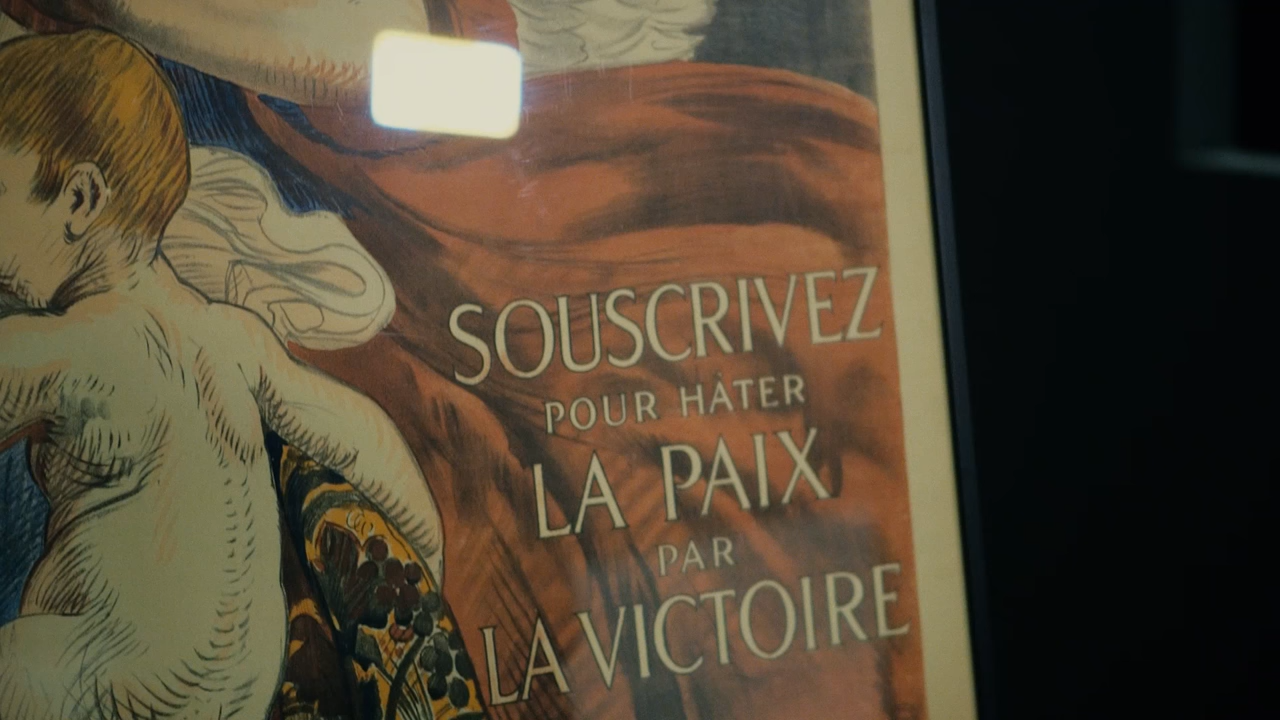 SOUSCRIVEZ
POUR HÂTER
LA PAIX
PAR
LA VICTOIRE